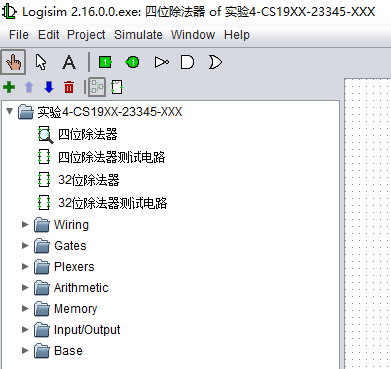 Logisim 2.16.0.0.exe: 四位除法器 of 实验4-CS19XX-23345-XXX
File Edit Project Simulate Window Help
A
1 1
实验4-CS19XX-23345-XXX
四位除法器
四位除法器测试电路
32位除法器
32位除法器测试电路
Wiring
Gates
Plexers
Arithmetic
Memory
Input/Output
Base